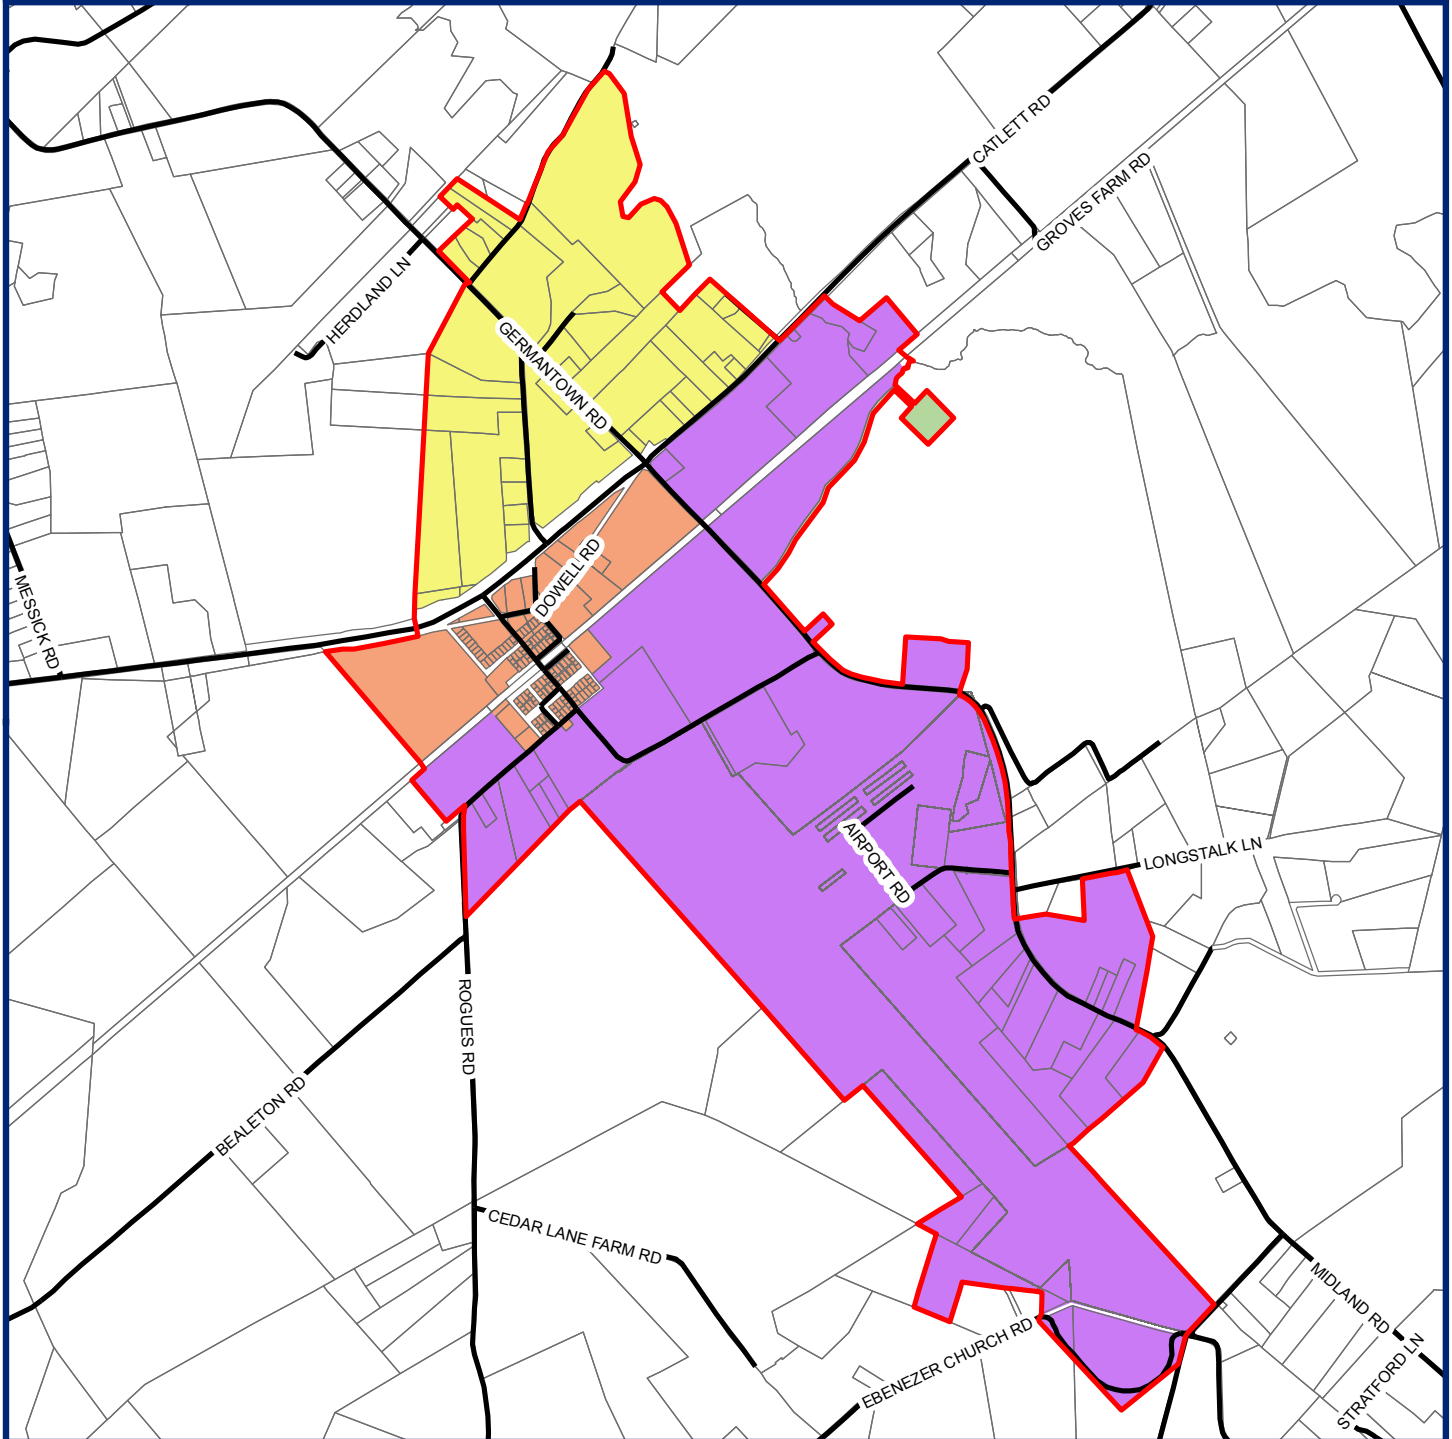 CATLETT RD
GROVES FARM RD
HERDLAND LN
GERMANTOWN RD
DOWELL RD
MESSICK RD
AIRPORT RD
LONGSTALK LN
ROGUES RD
BEALETON RD
CEDAR LANE FARM RD
MIDLAND RD
EBENEZER CHURCH RD
STRATFORD LN